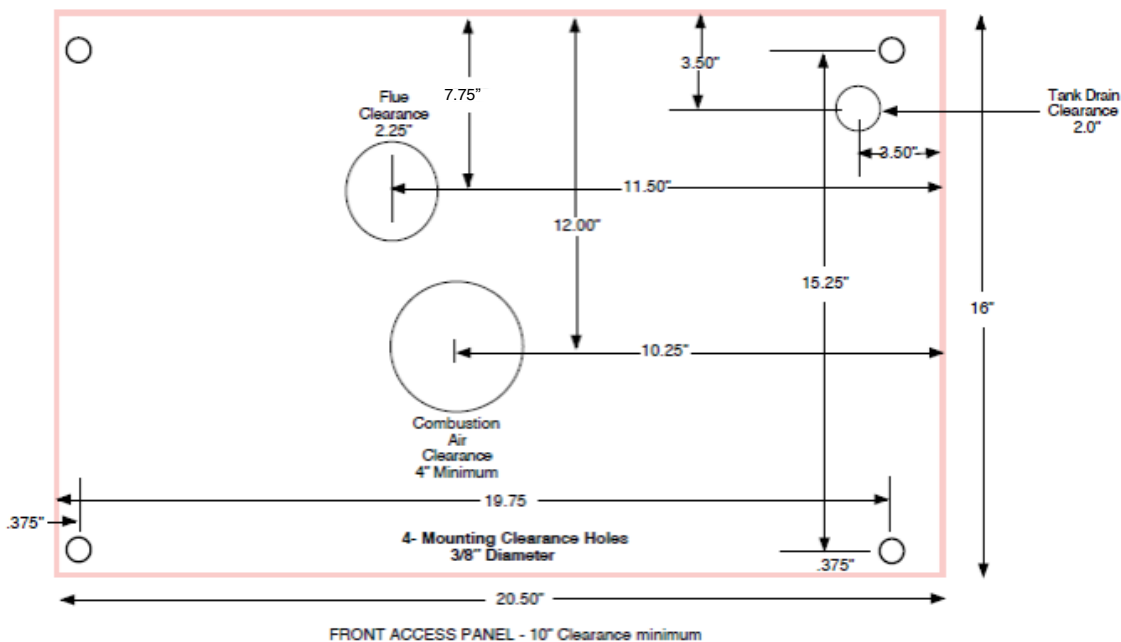 3.50"
7.75"
Flue
Clearance
2.25"
Tank Drain
Clearance
2.0"
3.50"
11.50"
12.00"
15.25"
16"
10.25"
Combustion
Air
Clearance
4" Minimum
19.75
.375"
4- Mounting Clearance Holes
3/8" Diameter
.375"
20.50"
FRONT ACCESS PANEL - 10" Clearance minimum